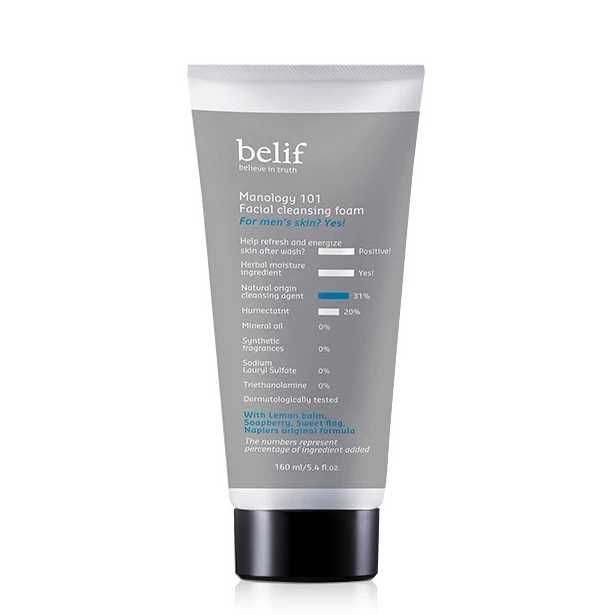 belif
believe in truth
Manology 101
Facial cleansing foam
For men's skin? Yes!
Help refresh and energize
skin after wash? Positive!
Herbal moisture
ingredient Yes!
Natural origin
cleansing agent 31%
Humectatnt 20%
Mineral oil 0%
Synthetic
fragrances 0%
Sodium
Lauryl Sulfate 0%
Triethanolamine 0%
Dermatologically tested
With Lemon balm,
Soapberry, Sweet flag,
Napiers original formula
The numbers represent
percentage of ingredient added
160 ml/5.4 fl.oz.